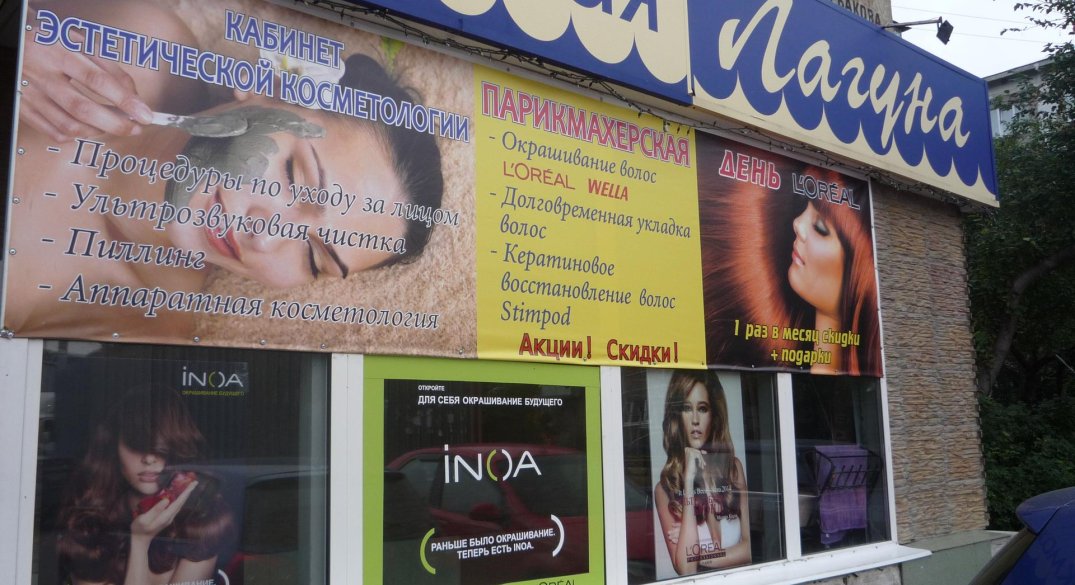 Лагуна
КАБИНЕТ
ЭСТЕТИЧЕСКОЙ КОСМЕТОЛОГИИ
- Процедуры по уходу за лицом
- Ультрозвуковая чистка
- Пиллинг
- Аппаратная косметология
ПАРИКМАХЕРСКАЯ
- Окрашивание волос
L'ORÉAL WELLA
- Долговременная укладка
волос
- Кератиновое
восстановление волос
Stimpod
Акции! Скидки!
ДЕНЬ L'ORÉAL
1 раз в месяц скидки
+ подарки
iNOA
ОКРАШИВАНИЕ БУДУЩЕГО
ОТКРОЙТЕ
ДЛЯ СЕБЯ ОКРАШИВАНИЕ БУДУЩЕГО
iNOA
РАНЬШЕ БЫЛО ОКРАШИВАНИЕ.
ТЕПЕРЬ ЕСТЬ INOA.
L'ORÉAL